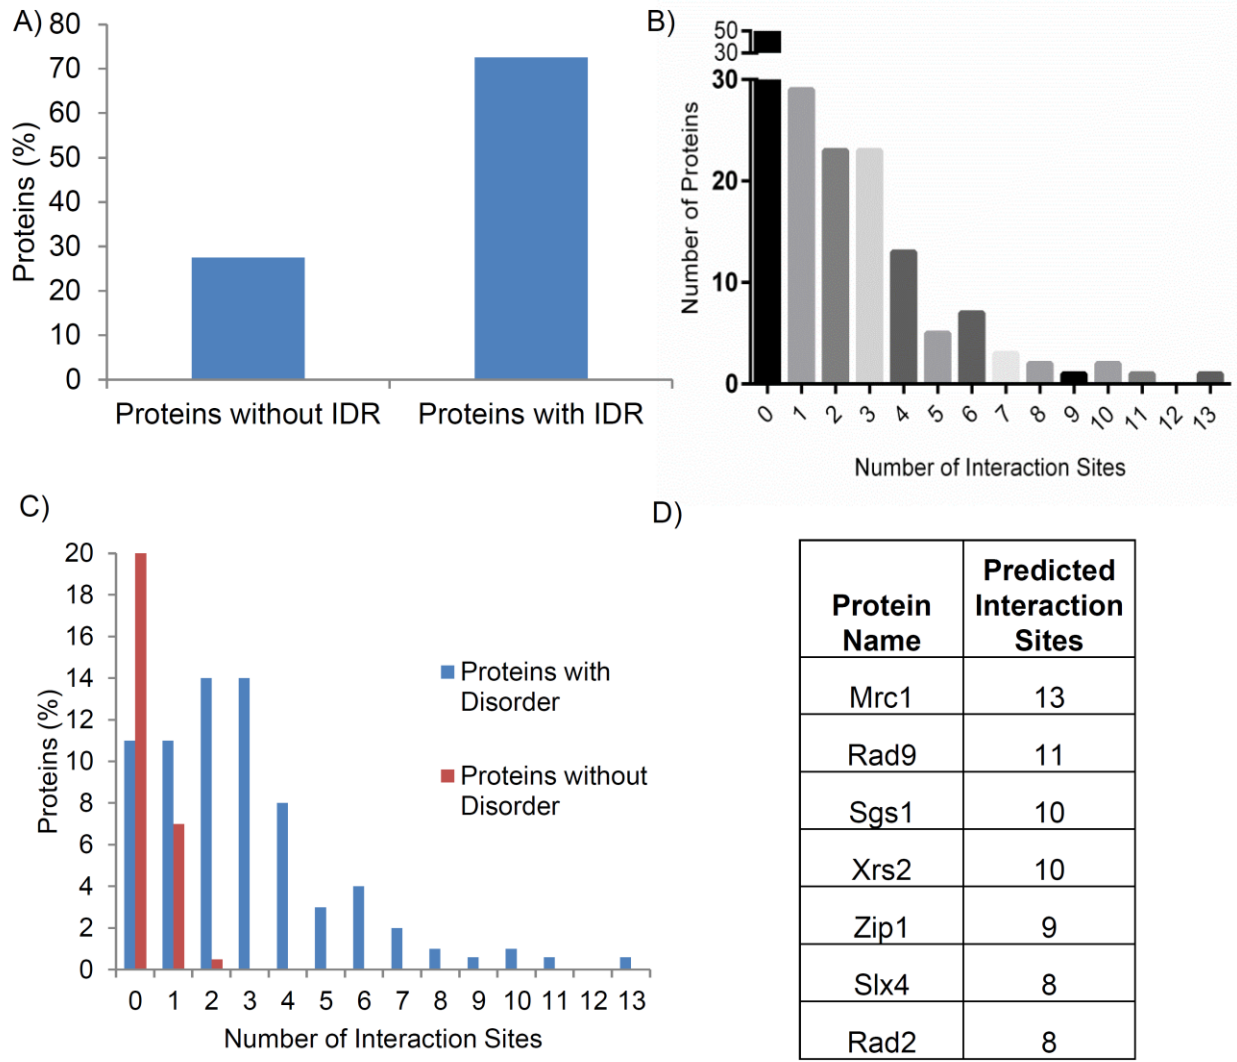 A)
80
70
60
50
40
30
20
10
0
Proteins (%)
Proteins without IDR
Proteins with IDR
B)
50
30
30
20
10
0
Number of Proteins
0 1 2 3 4 5 6 7 8 9 10 11 12 13
Number of Interaction Sites
C)
20
18
16
14
12
10
8
6
4
2
0
Proteins (%)
Proteins with
Disorder
Proteins without
Disorder
0 1 2 3 4 5 6 7 8 9 10 11 12 13
Number of Interaction Sites
D)
Protein
Name
Predicted
Interaction
Sites
Mrc1 13
Rad9 11
Sgs1 10
Xrs2 10
Zip1 9
Slx4 8
Rad2 8